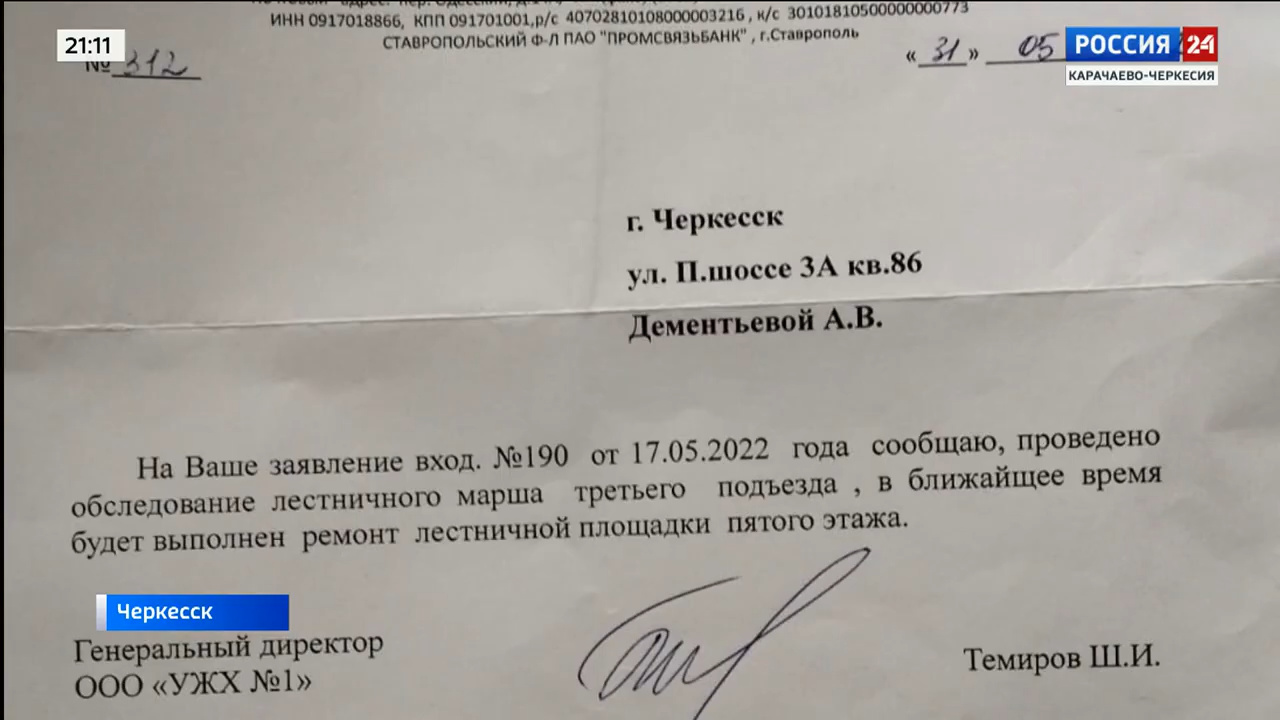 21:11
ИНН 0917018866, КПП 091701001,р/с 40702810108000003216 , к/с 30101810500000000773
СТАВРОПОЛЬСКИЙ Ф-Л ПАО "ПРОМСВЯЗЬБАНК" , г.Ставрополь
№ 312
« 31 » 05
РОССИЯ 24
КАРАЧАЕВО-ЧЕРКЕСИЯ
г. Черкесск
ул. П.шоссе 3А кв.86
Дементьевой А.В.
На Ваше заявление вход. №190 от 17.05.2022 года сообщаю, проведено
обследование лестничного марша третьего подъезда , в ближайщее время
будет выполнен ремонт лестничной площадки пятого этажа.
Черкесск
Генеральный директор
ООО «УЖХ №1»
Темиров Ш.И.